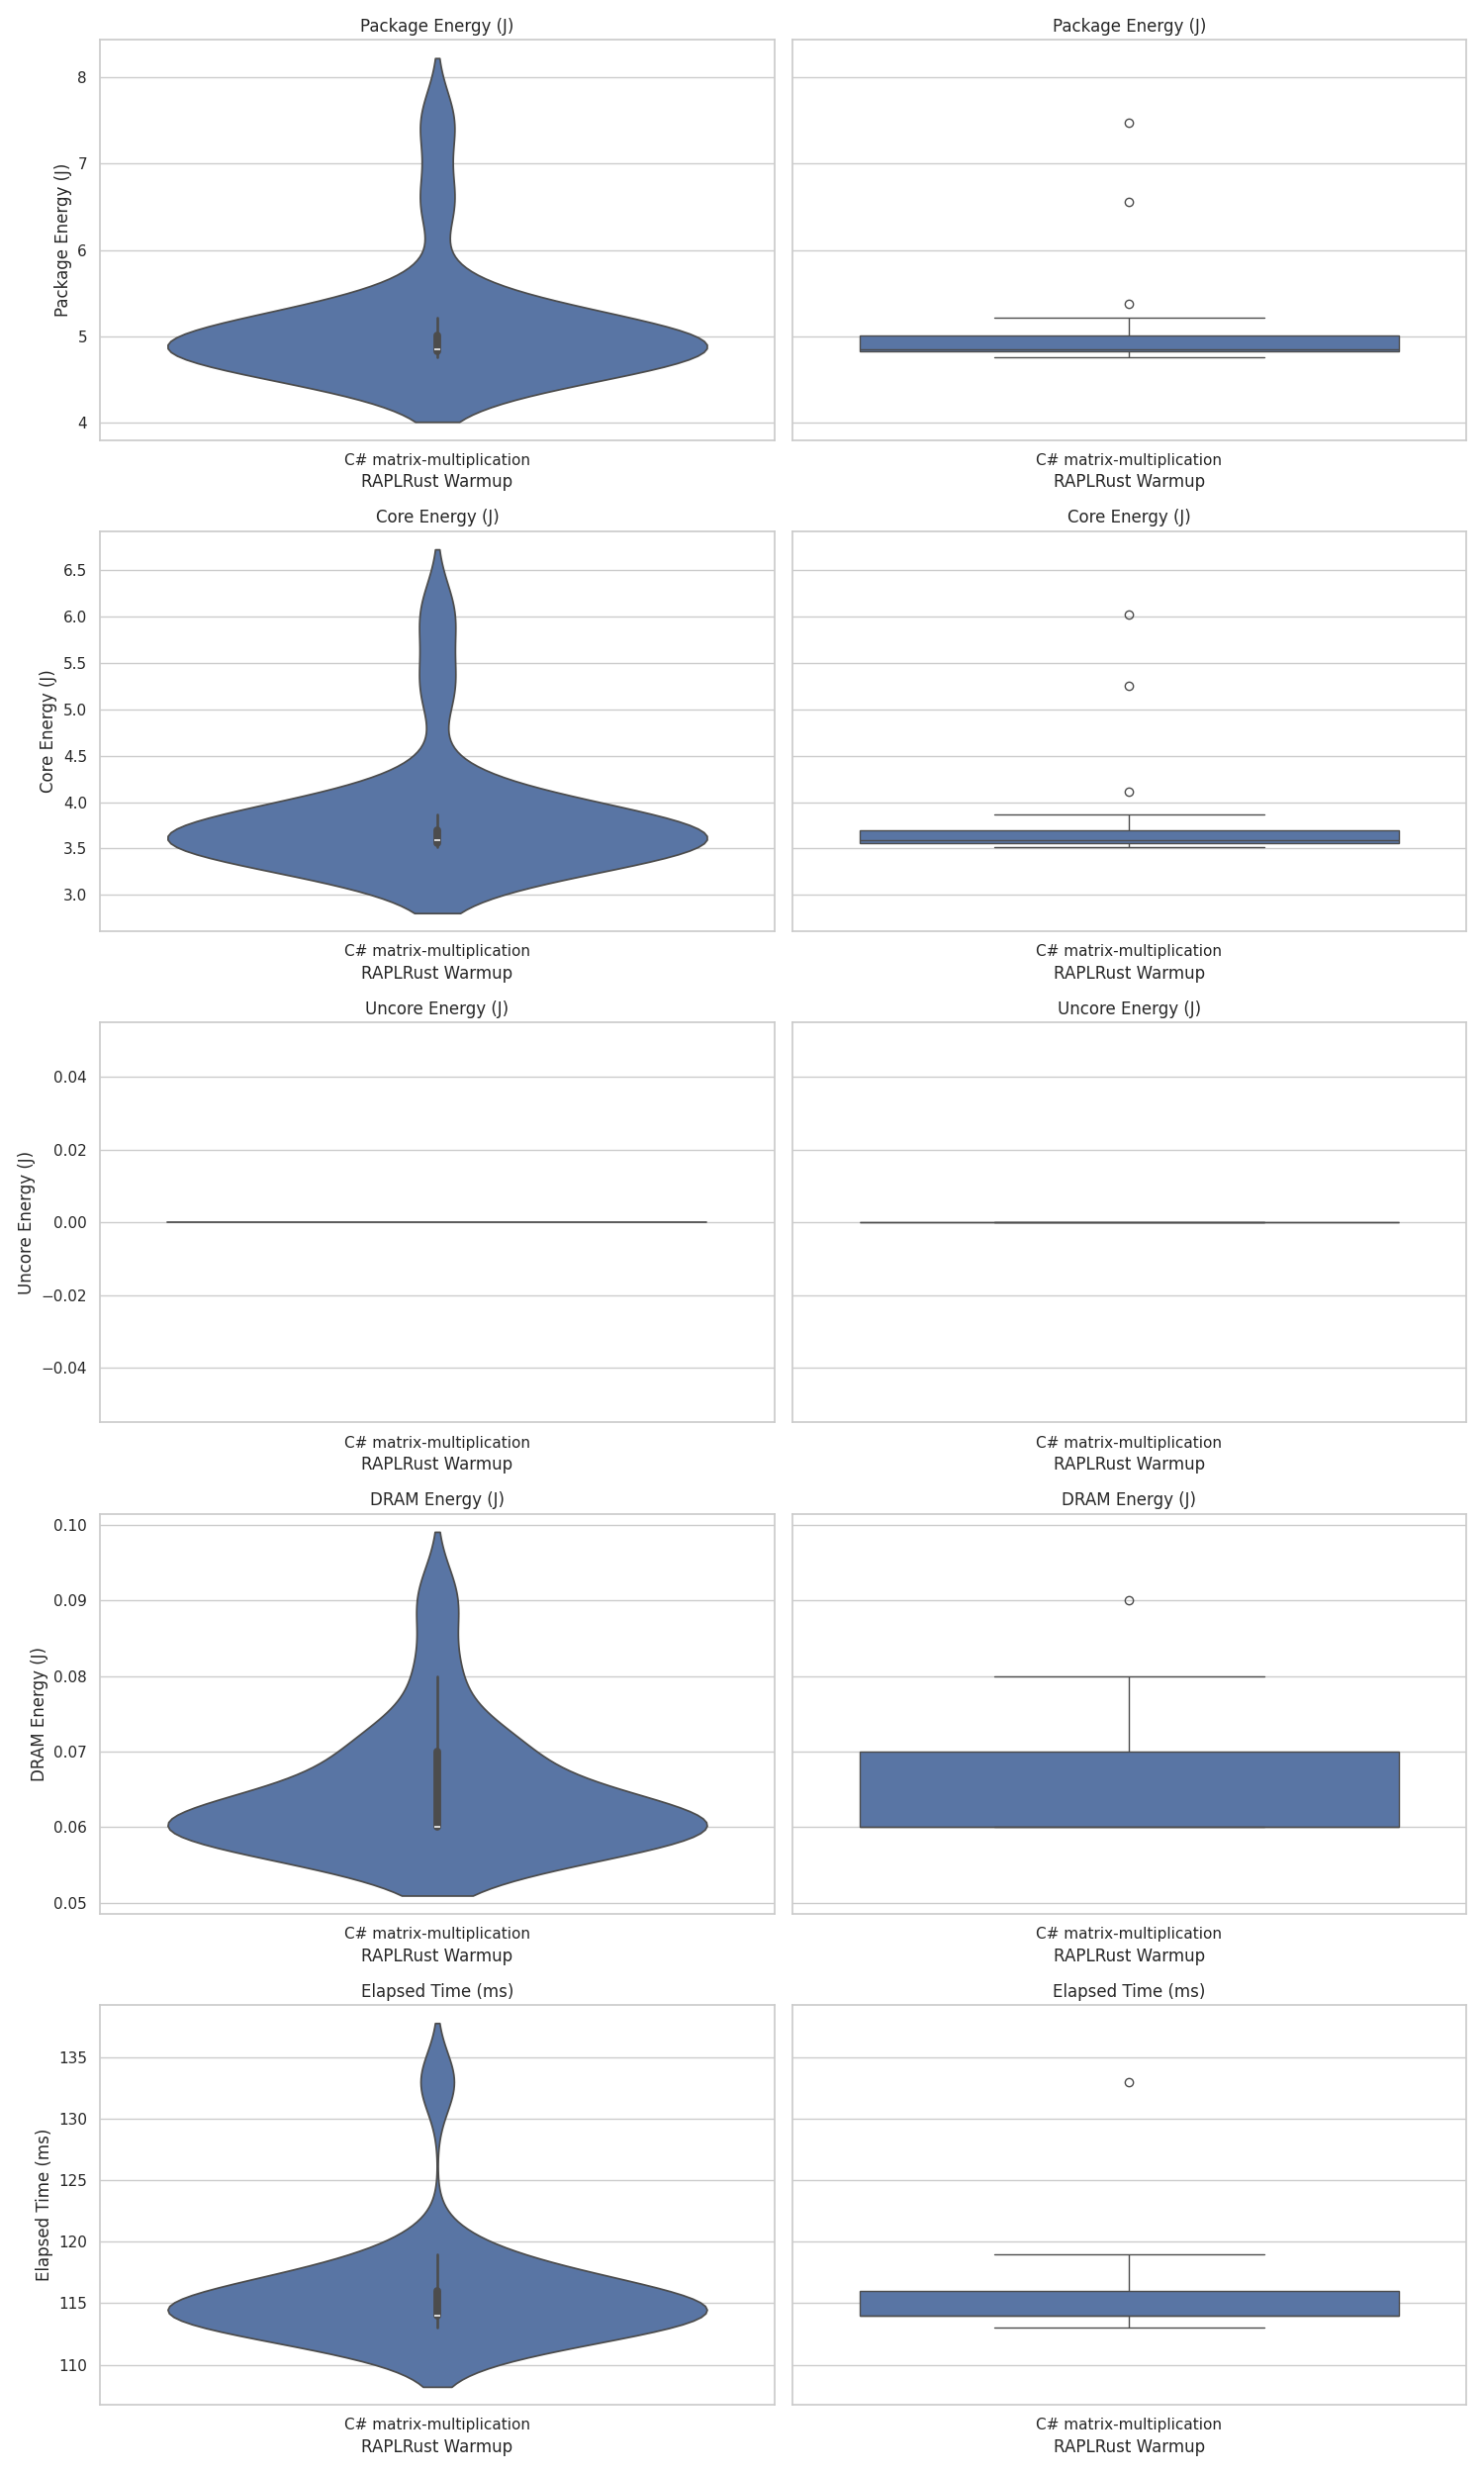 Package Energy (J)
Package Energy (J)
Package Energy (J)
8
7
6
5
4
C# matrix-multiplication
C# matrix-multiplication
RAPLRust Warmup
RAPLRust Warmup
Core Energy (J)
Core Energy (J)
Core Energy (J)
6.5
6.0
5.5
5.0
4.5
4.0
3.5
3.0
C# matrix-multiplication
C# matrix-multiplication
RAPLRust Warmup
RAPLRust Warmup
Uncore Energy (J)
Uncore Energy (J)
Uncore Energy (J)
0.04
0.02
0.00
−0.02
−0.04
C# matrix-multiplication
C# matrix-multiplication
RAPLRust Warmup
RAPLRust Warmup
DRAM Energy (J)
DRAM Energy (J)
DRAM Energy (J)
0.10
0.09
0.08
0.07
0.06
0.05
C# matrix-multiplication
C# matrix-multiplication
RAPLRust Warmup
RAPLRust Warmup
Elapsed Time (ms)
Elapsed Time (ms)
Elapsed Time (ms)
135
130
125
120
115
110
C# matrix-multiplication
C# matrix-multiplication
RAPLRust Warmup
RAPLRust Warmup